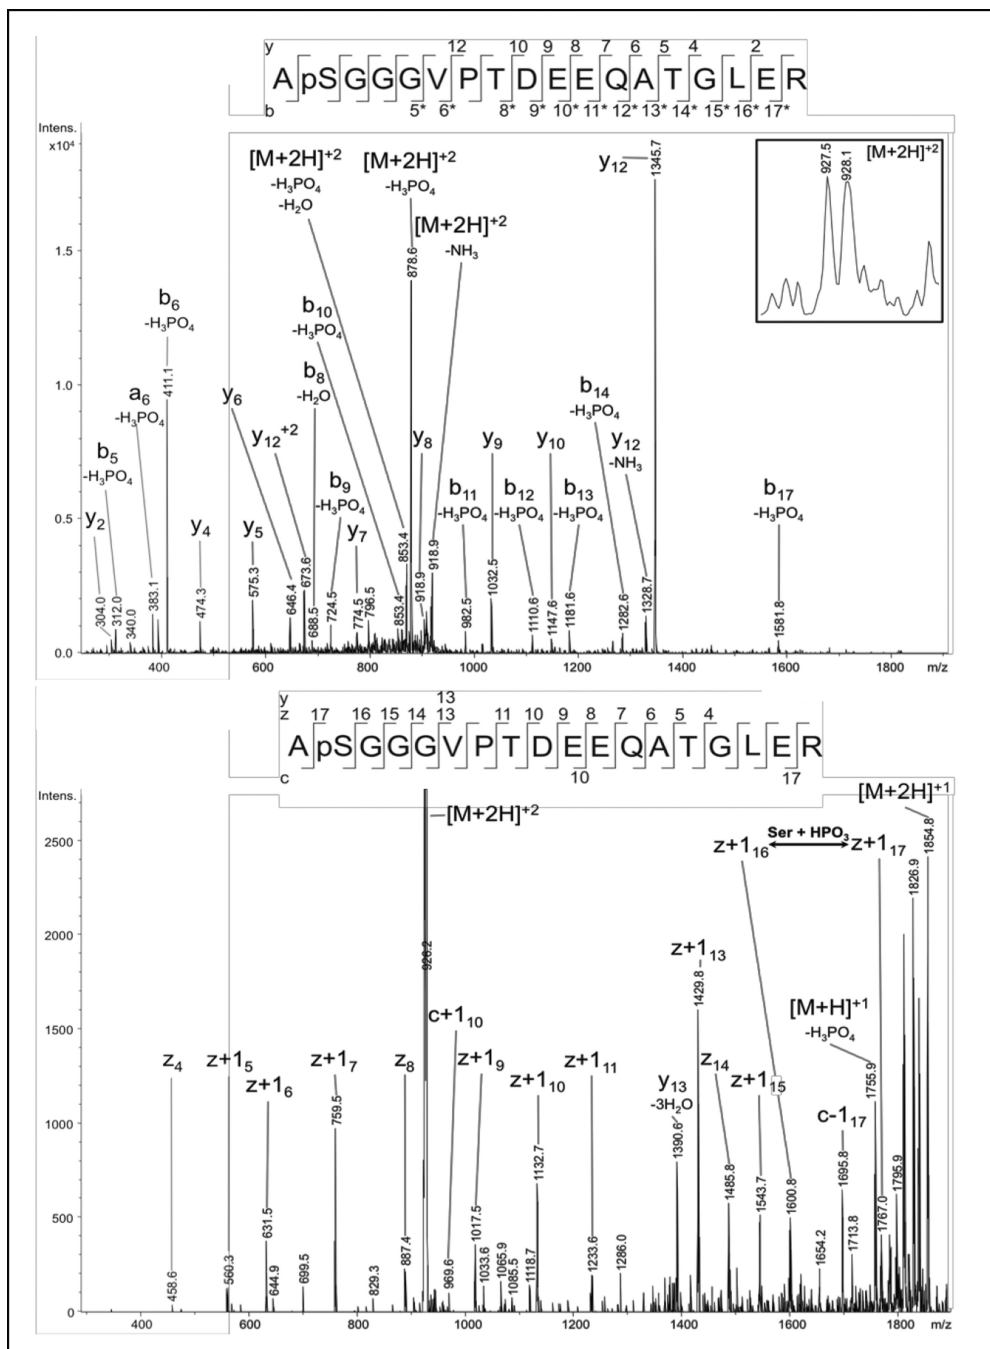 y 12 10 9 8 7 6 5 4 2
ApSGGGVPTDEEQATGLER
b 5* 6* 8* 9* 10* 11* 12* 13* 14* 15* 16* 17*
Intens.
x10⁴
1.5
1.0
0.5
0.0
400 600 800 1000 1200 1400 1600 1800 m/z
y₂
304.0
b₅
-H₃PO₄
312.0
340.0
a₆
-H₃PO₄
383.1
b₆
-H₃PO₄
411.1
y₄
474.3
y₅
575.3
y₆
646.4
y₁₂⁺²
673.6
b₈
-H₂O
688.5
b₉
-H₃PO₄
724.5
y₇
774.5
796.5
b₁₀
-H₃PO₄
853.4
[M+2H]⁺²
-H₃PO₄
-H₂O
853.4
[M+2H]⁺²
-H₃PO₄
878.6
[M+2H]⁺²
-NH₃
918.9
y₈
918.9
b₁₁
-H₃PO₄
982.5
y₉
1032.5
b₁₂
-H₃PO₄
1110.6
y₁₀
1147.6
b₁₃
-H₃PO₄
1181.6
b₁₄
-H₃PO₄
1282.6
y₁₂
-NH₃
1328.7
y₁₂
1345.7
b₁₇
-H₃PO₄
1581.8
927.5
928.1
[M+2H]⁺²
y 13
z 17 16 15 14 13 11 10 9 8 7 6 5 4
ApSGGGVPTDEEQATGLER
c 10 17
Intens.
2500
2000
1500
1000
500
0
400 600 800 1000 1200 1400 1600 1800 m/z
z₄
458.6
z+1₅
560.3
z+1₆
631.5
644.9
699.5
z+1₇
759.5
829.3
z₈
887.4
[M+2H]⁺²
926.2
c+1₁₀
969.6
z+1₉
1017.5
1033.6
1065.9
1085.5
1118.7
z+1₁₀
1132.7
z+1₁₁
1233.6
1286.0
y₁₃
-3H₂O
1390.6
z+1₁₃
1429.8
z₁₄
1485.8
z+1₁₅
1543.7
z+1₁₆
1600.8
Ser + HPO₃
z+1₁₇
1767.0
1654.2
c-1₁₇
1695.8
1713.8
[M+H]⁺¹
-H₃PO₄
1755.9
1795.9
1826.9
[M+2H]⁺¹
1854.8